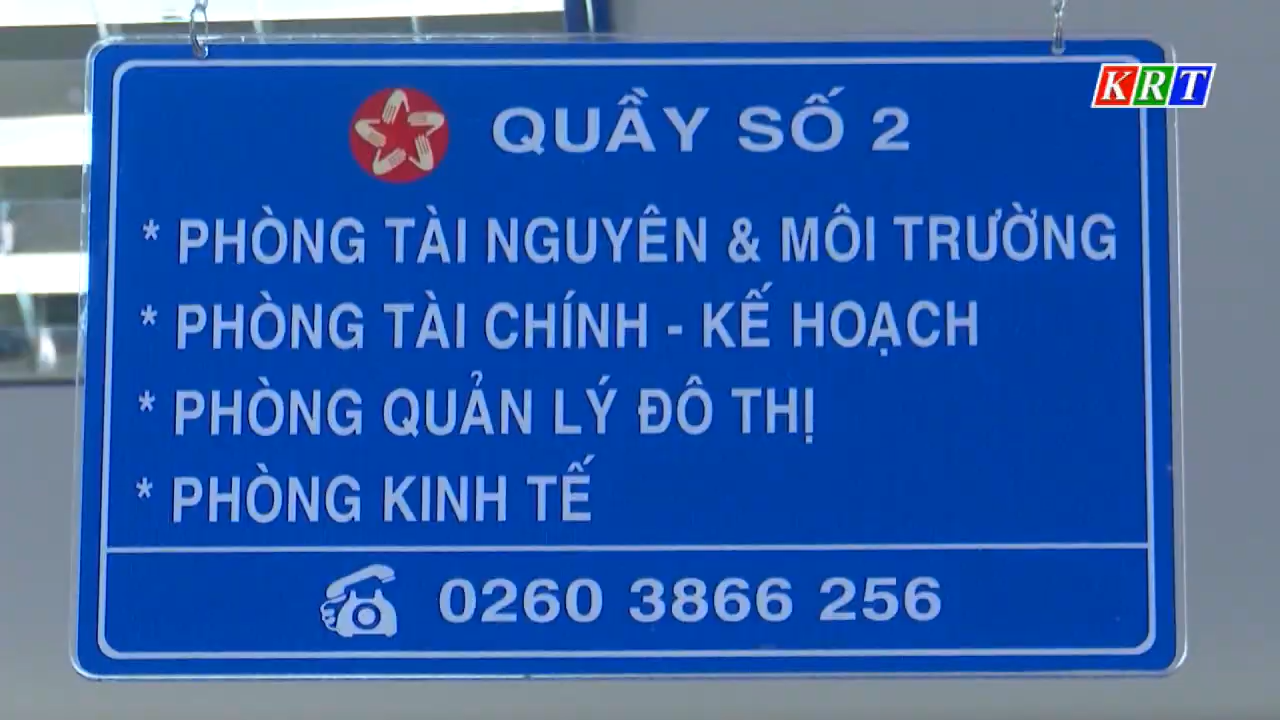 KRT
QUẦY SỐ 2
* PHÒNG TÀI NGUYÊN & MÔI TRƯỜNG
* PHÒNG TÀI CHÍNH - KẾ HOẠCH
* PHÒNG QUẢN LÝ ĐÔ THỊ
* PHÒNG KINH TẾ
0260 3866 256